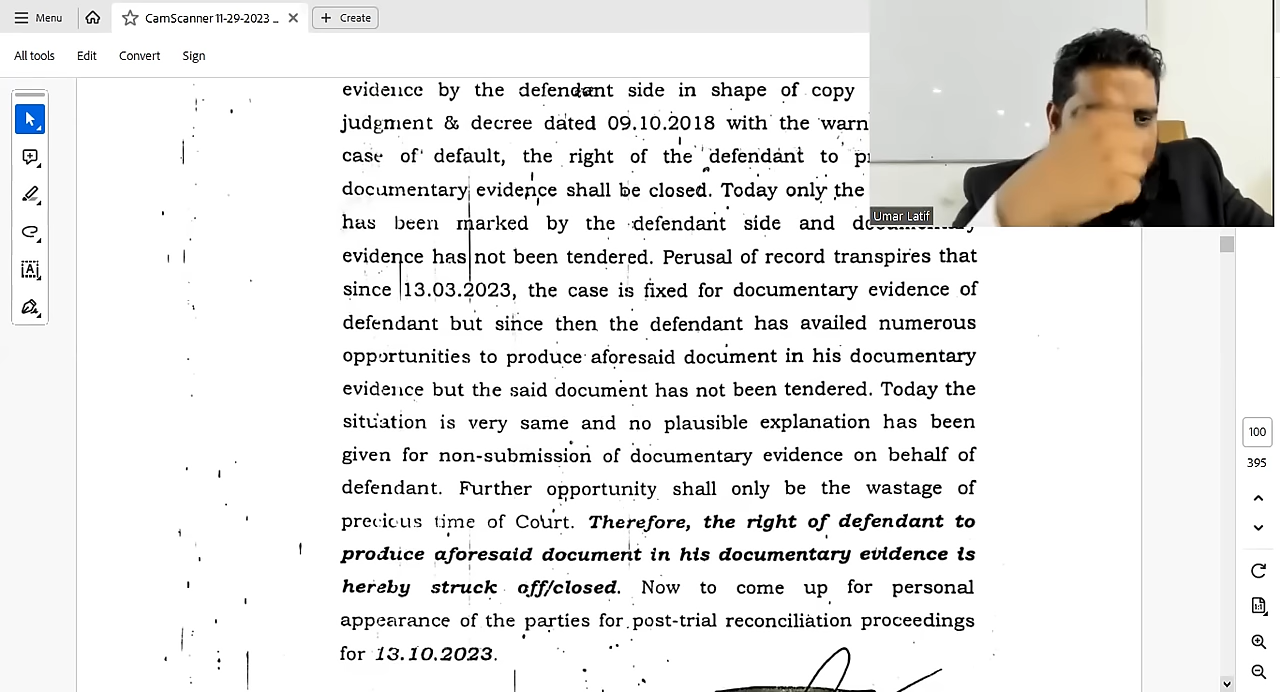 Menu
CamScanner 11-29-2023 ...
Create
All tools Edit Convert Sign
evidence by the defendant side in shape of copy
judgment & decree dated 09.10.2018 with the warn
case of default, the right of the defendant to
documentary evidence shall be closed. Today only the
has been marked by the defendant side and
evidence has not been tendered. Perusal of record transpires that
since 13.03.2023, the case is fixed for documentary evidence of
defendant but since then the defendant has availed numerous
opportunities to produce aforesaid document in his documentary
evidence but the said document has not been tendered. Today the
situation is very same and no plausible explanation has been
given for non-submission of documentary evidence on behalf of
defendant. Further opportunity shall only be the wastage of
precious time of Court. Therefore, the right of defendant to
produce aforesaid document in his documentary evidence is
hereby struck off/closed. Now to come up for personal
appearance of the parties for post-trial reconciliation proceedings
for 13.10.2023.
Umar Latif
100
395